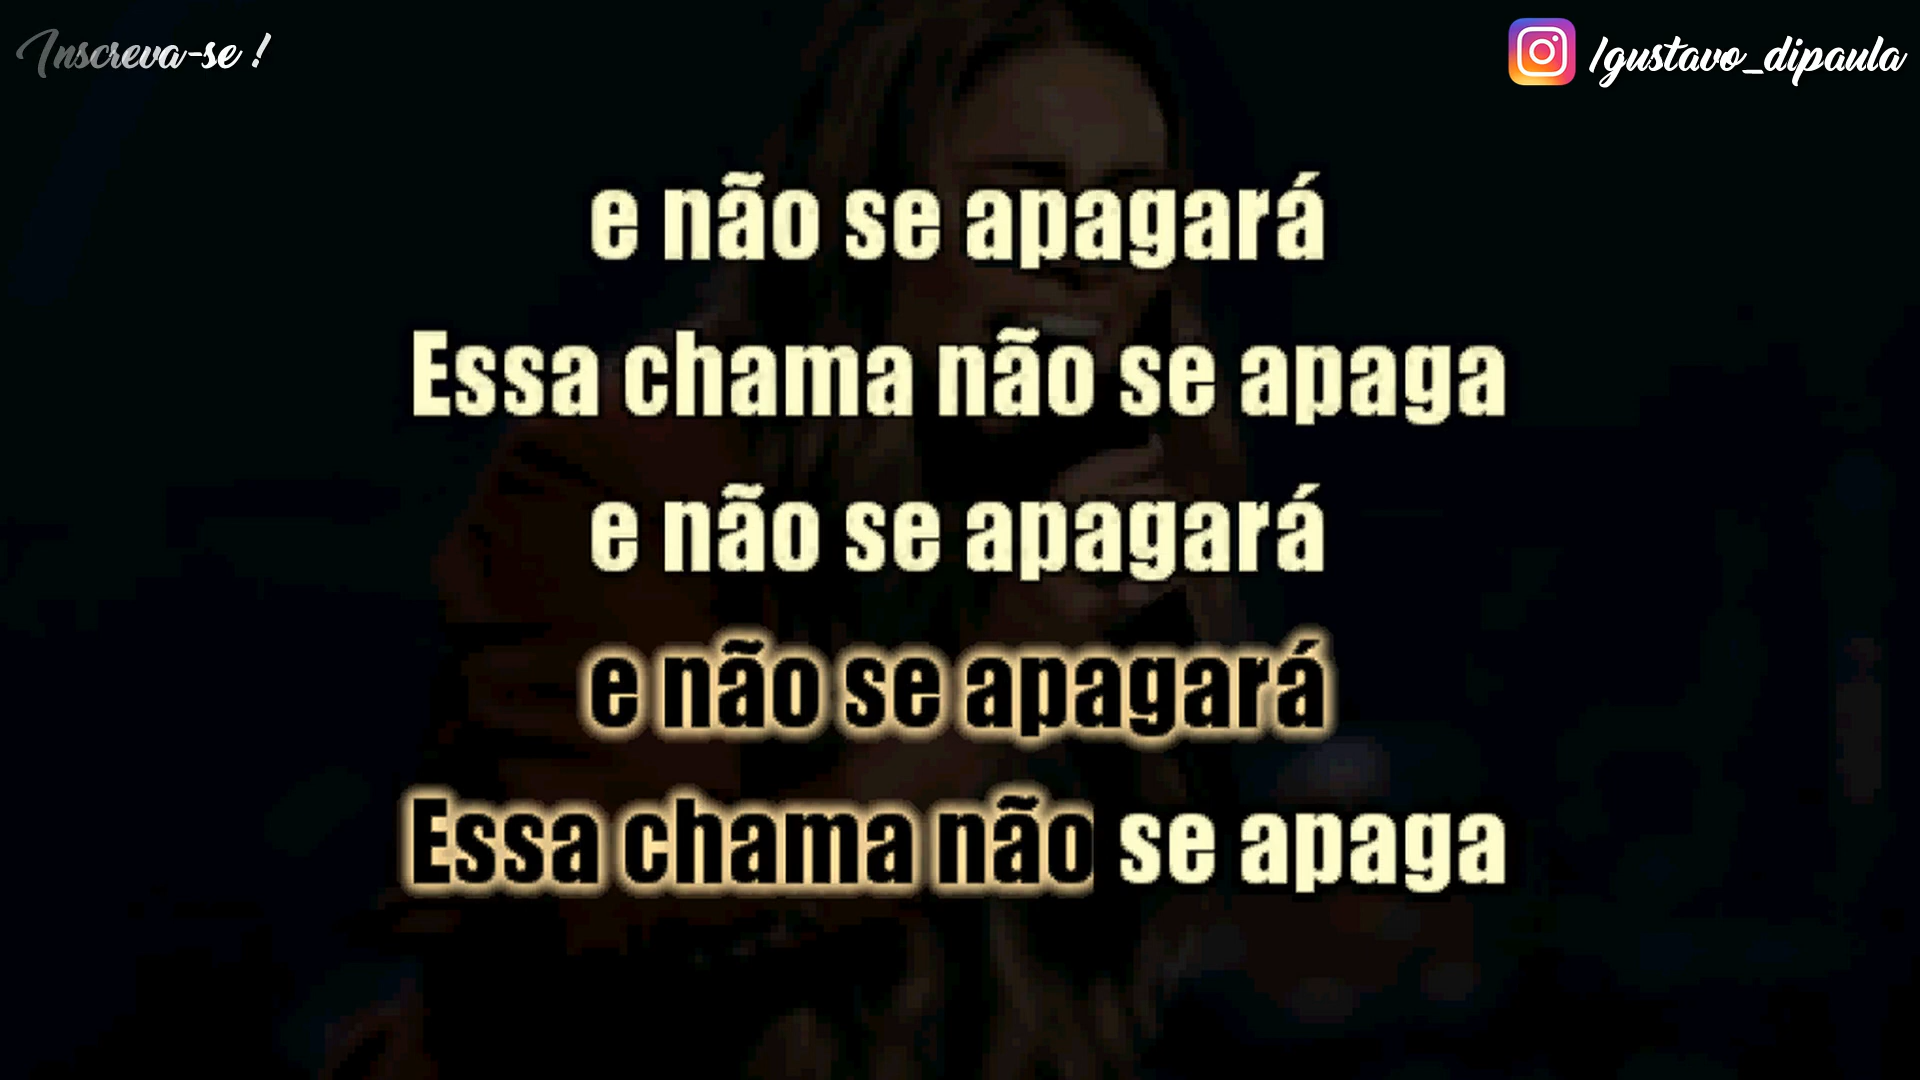 Inscreva-se !
/gustavo_dipaula
e não se apagará
Essa chama não se apaga
e não se apagará
e não se apagará
Essa chama não se apaga